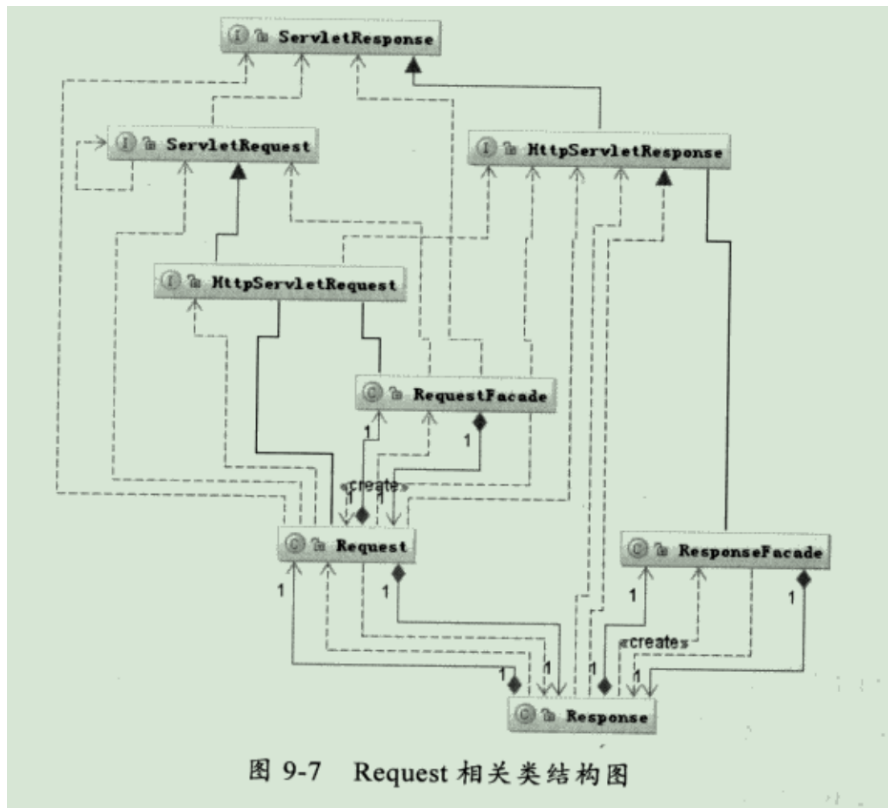 I ServletResponse
I ServletRequest
I HttpServletResponse
I HttpServletRequest
C RequestFacade
1
1
«create»
1
1
C Request
C ResponseFacade
1
1
1
1
«create»
1
1
1
1
C Response
图 9-7 Request 相关类结构图